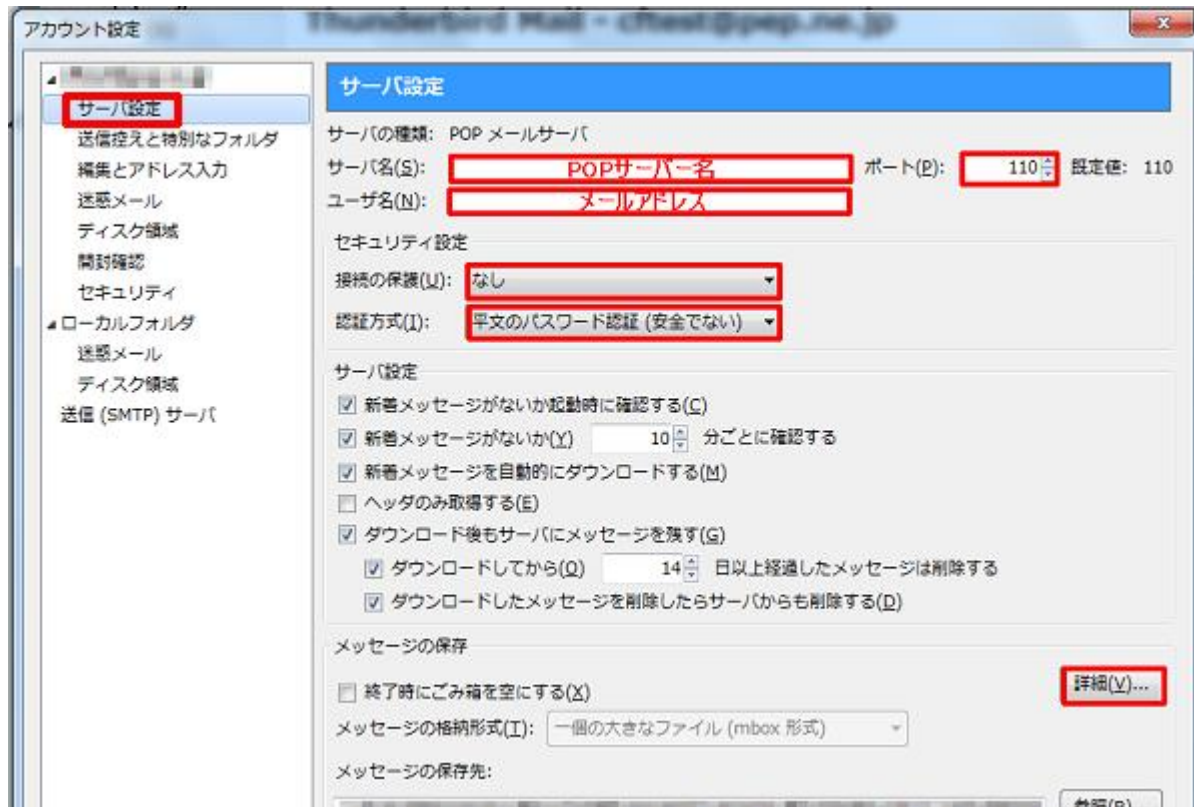 Thunderbird Mail - cftest@pep.ne.jp
アカウント設定
サーバ設定
送信控えと特別なフォルダ
編集とアドレス入力
迷惑メール
ディスク領域
開封確認
セキュリティ
ローカルフォルダ
迷惑メール
ディスク領域
送信 (SMTP) サーバ
サーバ設定
サーバの種類: POP メールサーバ
サーバ名(S): POPサーバー名 ポート(P): 110 既定値: 110
ユーザ名(N): メールアドレス
セキュリティ設定
接続の保護(U): なし
認証方式(I): 平文のパスワード認証 (安全でない)
サーバ設定
新着メッセージがないか起動時に確認する(C)
新着メッセージがないか(Y) 10 分ごとに確認する
新着メッセージを自動的にダウンロードする(M)
ヘッダのみ取得する(E)
ダウンロード後もサーバにメッセージを残す(G)
ダウンロードしてから(O) 14 日以上経過したメッセージは削除する
ダウンロードしたメッセージを削除したらサーバからも削除する(D)
メッセージの保存
詳細(V)...
終了時にごみ箱を空にする(X)
メッセージの格納形式(T): 一個の大きなファイル (mbox 形式)
メッセージの保存先:
参照(B)...